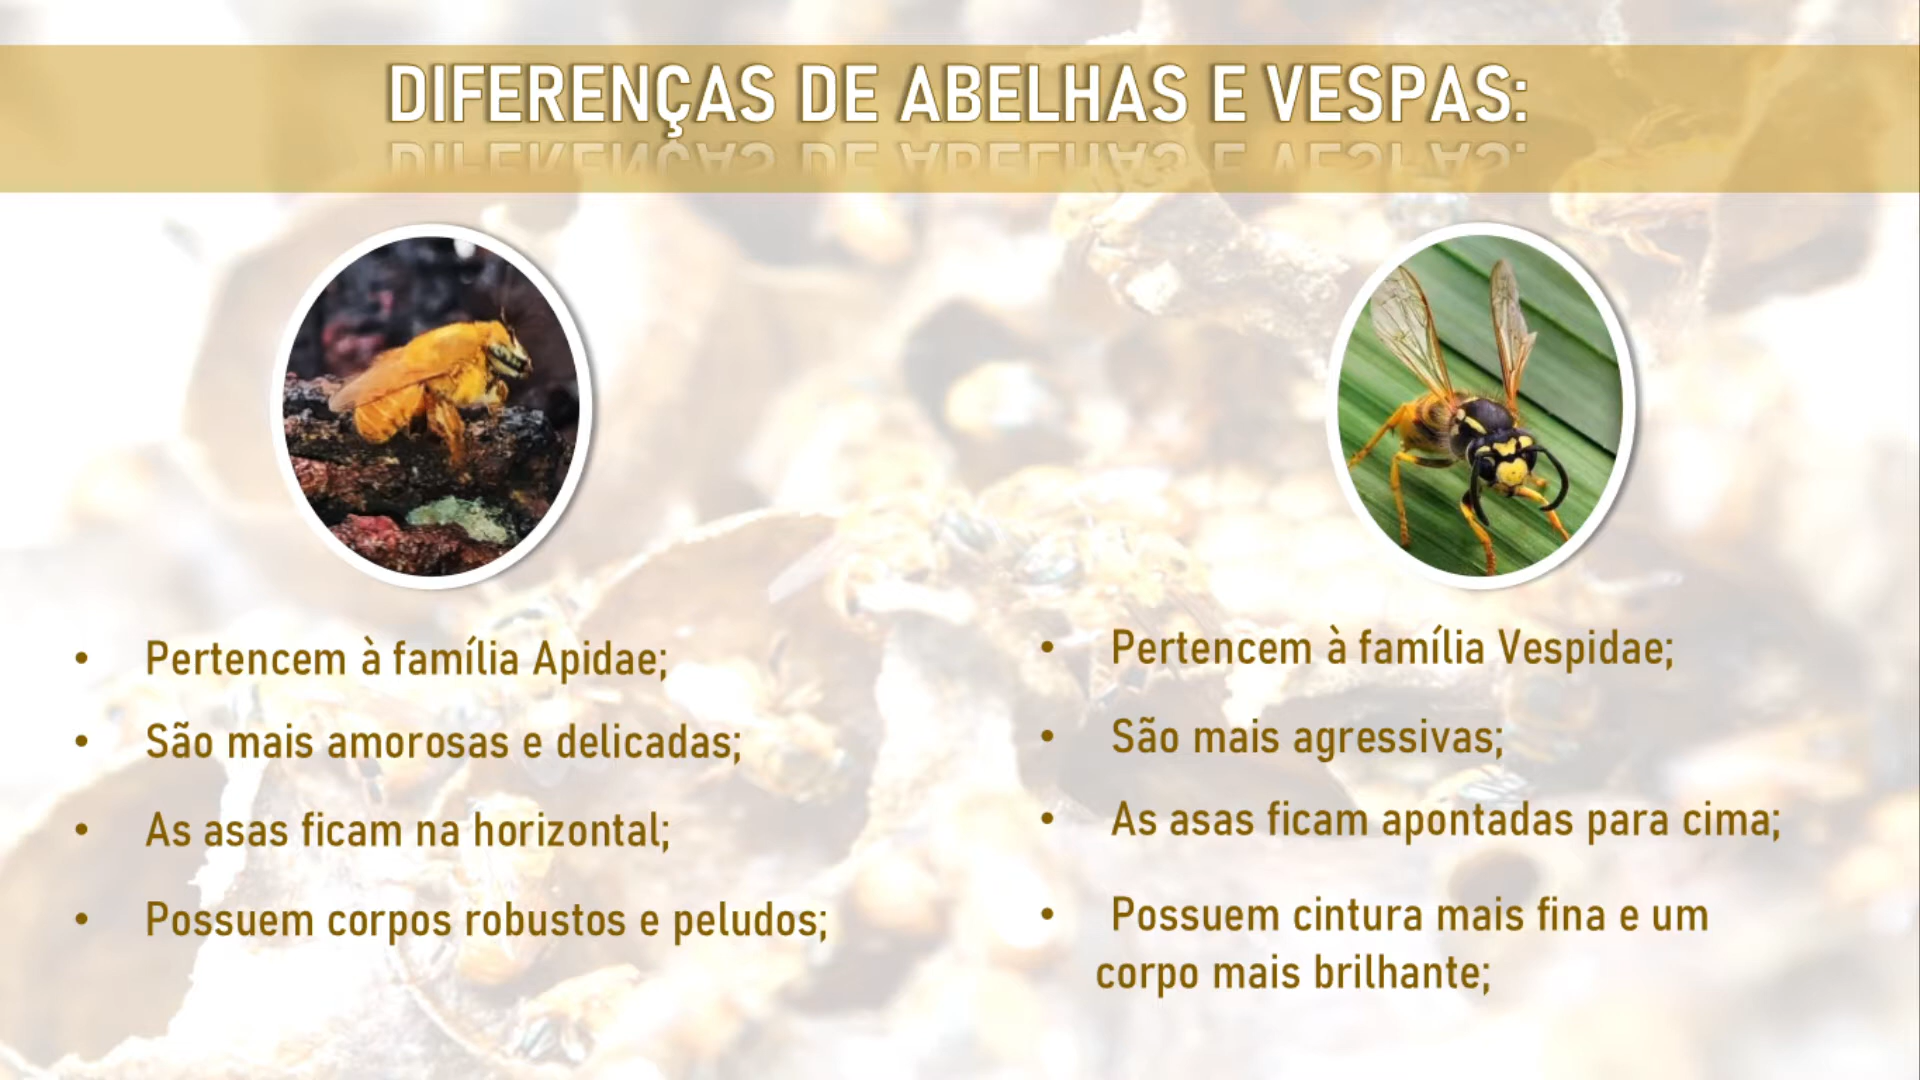 DIFERENÇAS DE ABELHAS E VESPAS:
• Pertencem à família Apidae;
• São mais amorosas e delicadas;
• As asas ficam na horizontal;
• Possuem corpos robustos e peludos;
• Pertencem à família Vespidae;
• São mais agressivas;
• As asas ficam apontadas para cima;
• Possuem cintura mais fina e um
corpo mais brilhante;